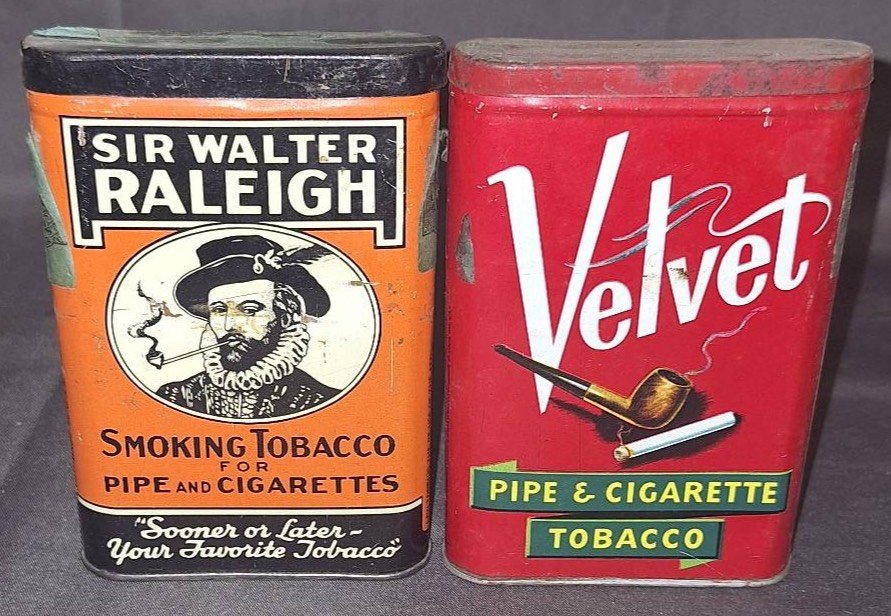 SIR WALTER
RALEIGH
SMOKING TOBACCO
FOR
PIPE AND CIGARETTES
"Sooner or Later-
Your Favorite Tobacco"
Velvet
PIPE & CIGARETTE
TOBACCO